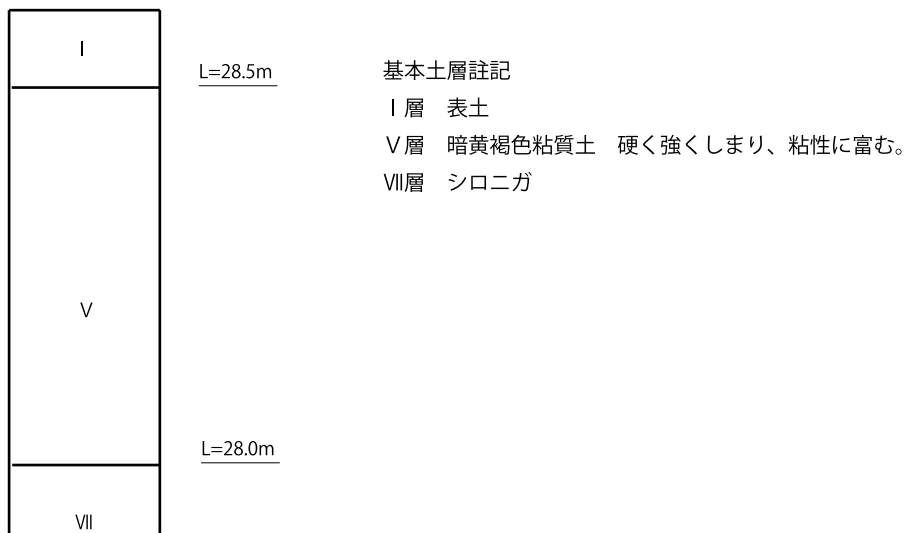 Ⅰ
L=28.5m
基本土層註記
Ⅰ層　表土
Ⅴ層　暗黄褐色粘質土　硬く強くしまり、粘性に富む。
Ⅶ層　シロニガ
Ⅴ
L=28.0m
Ⅶ